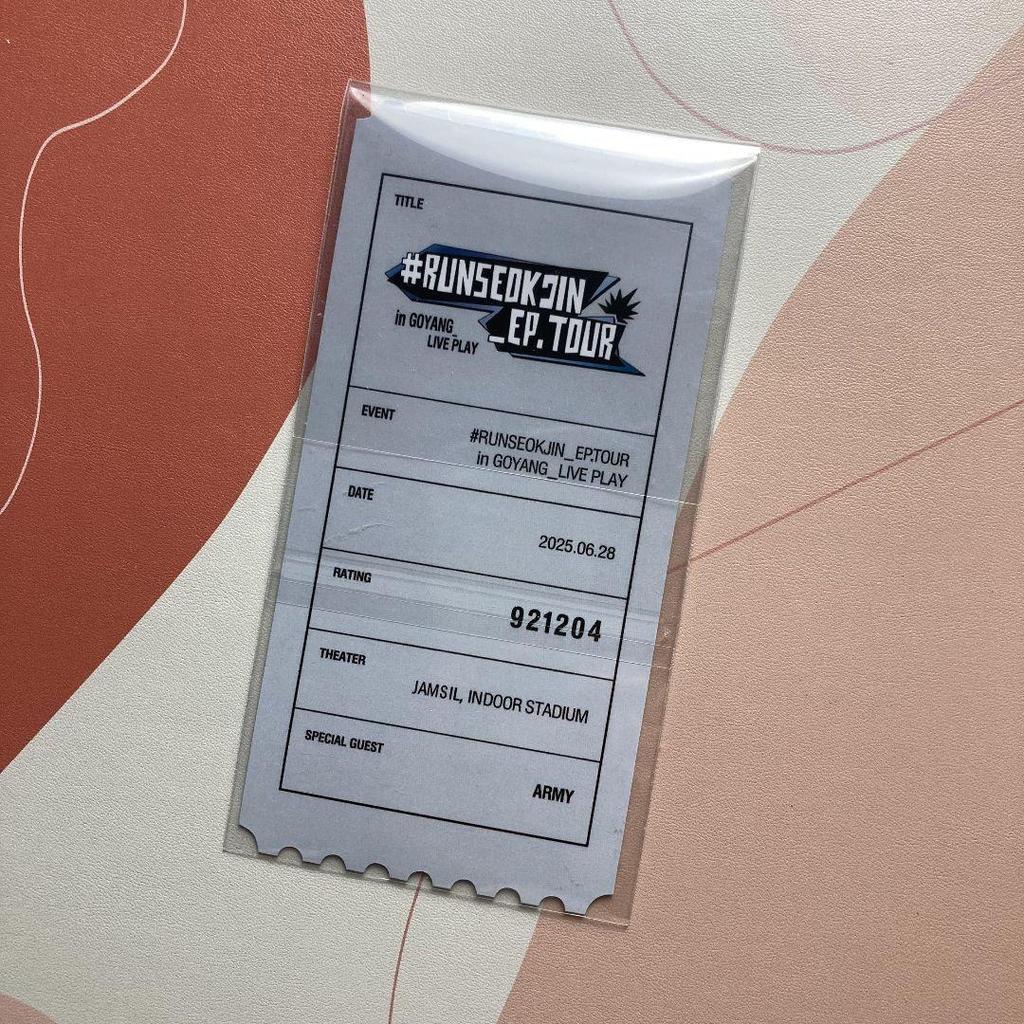 TITLE
#RUNSEOKJIN
_EP.TOUR
in GOYANG_
LIVE PLAY
EVENT
#RUNSEOKJIN_EP.TOUR
in GOYANG_LIVE PLAY
DATE
2025.06.28
RATING
921204
THEATER
JAMSIL, INDOOR STADIUM
SPECIAL GUEST
ARMY